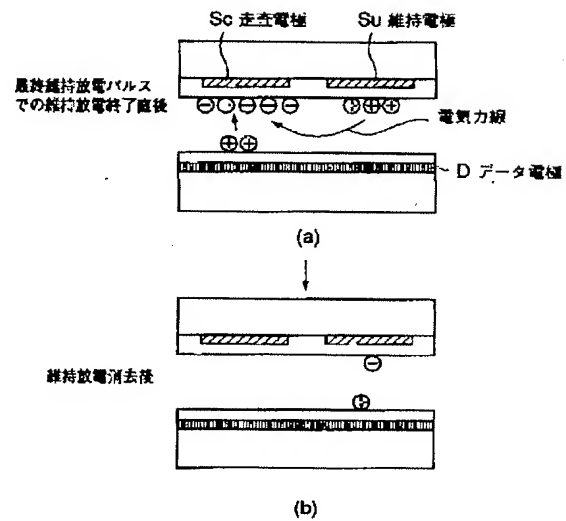 Sc 走査電極
Su 維持電極
最終維持放電パルス
での維持放電終了直後
電気力線
D データ電極
(a)
維持放電消去後
(b)